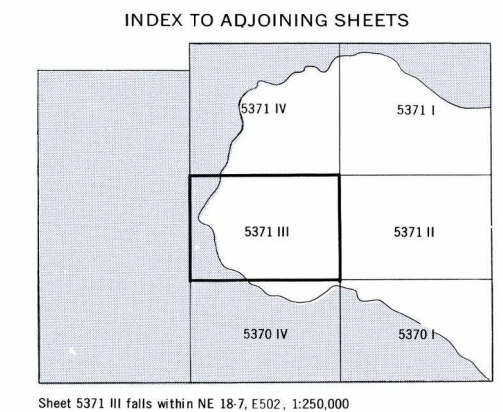 INDEX TO ADJOINING SHEETS
5371 IV
5371 I
5371 III
5371 II
5370 IV
5370 I
Sheet 5371 III falls within NE 18-7, E502, 1:250,000